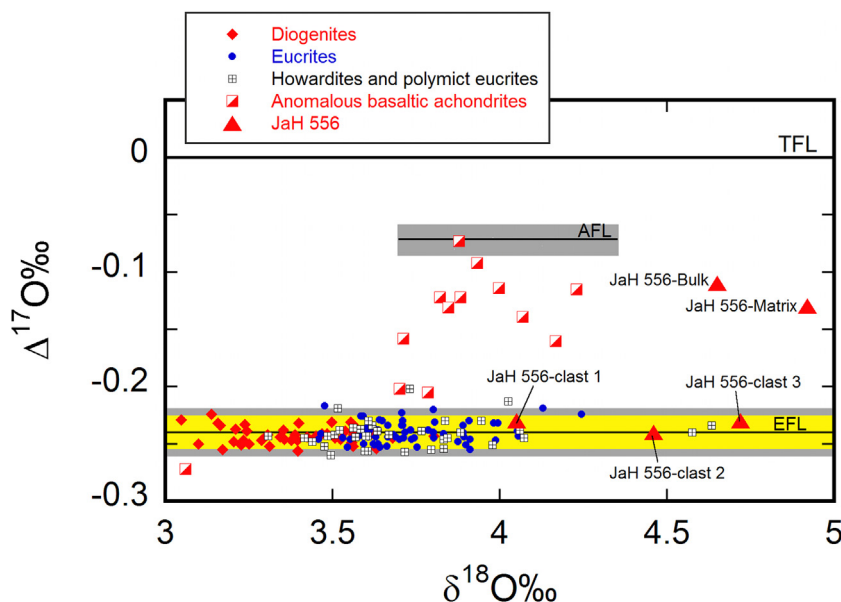 Diogenites
Eucrites
Howardites and polymict eucrites
Anomalous basaltic achondrites
JaH 556
TFL
0
AFL
-0.1
JaH 556-Bulk
JaH 556-Matrix
Δ¹⁷O‰
JaH 556-clast 1
JaH 556-clast 3
-0.2
EFL
JaH 556-clast 2
-0.3
3
3.5
4
4.5
5
δ¹⁸O‰